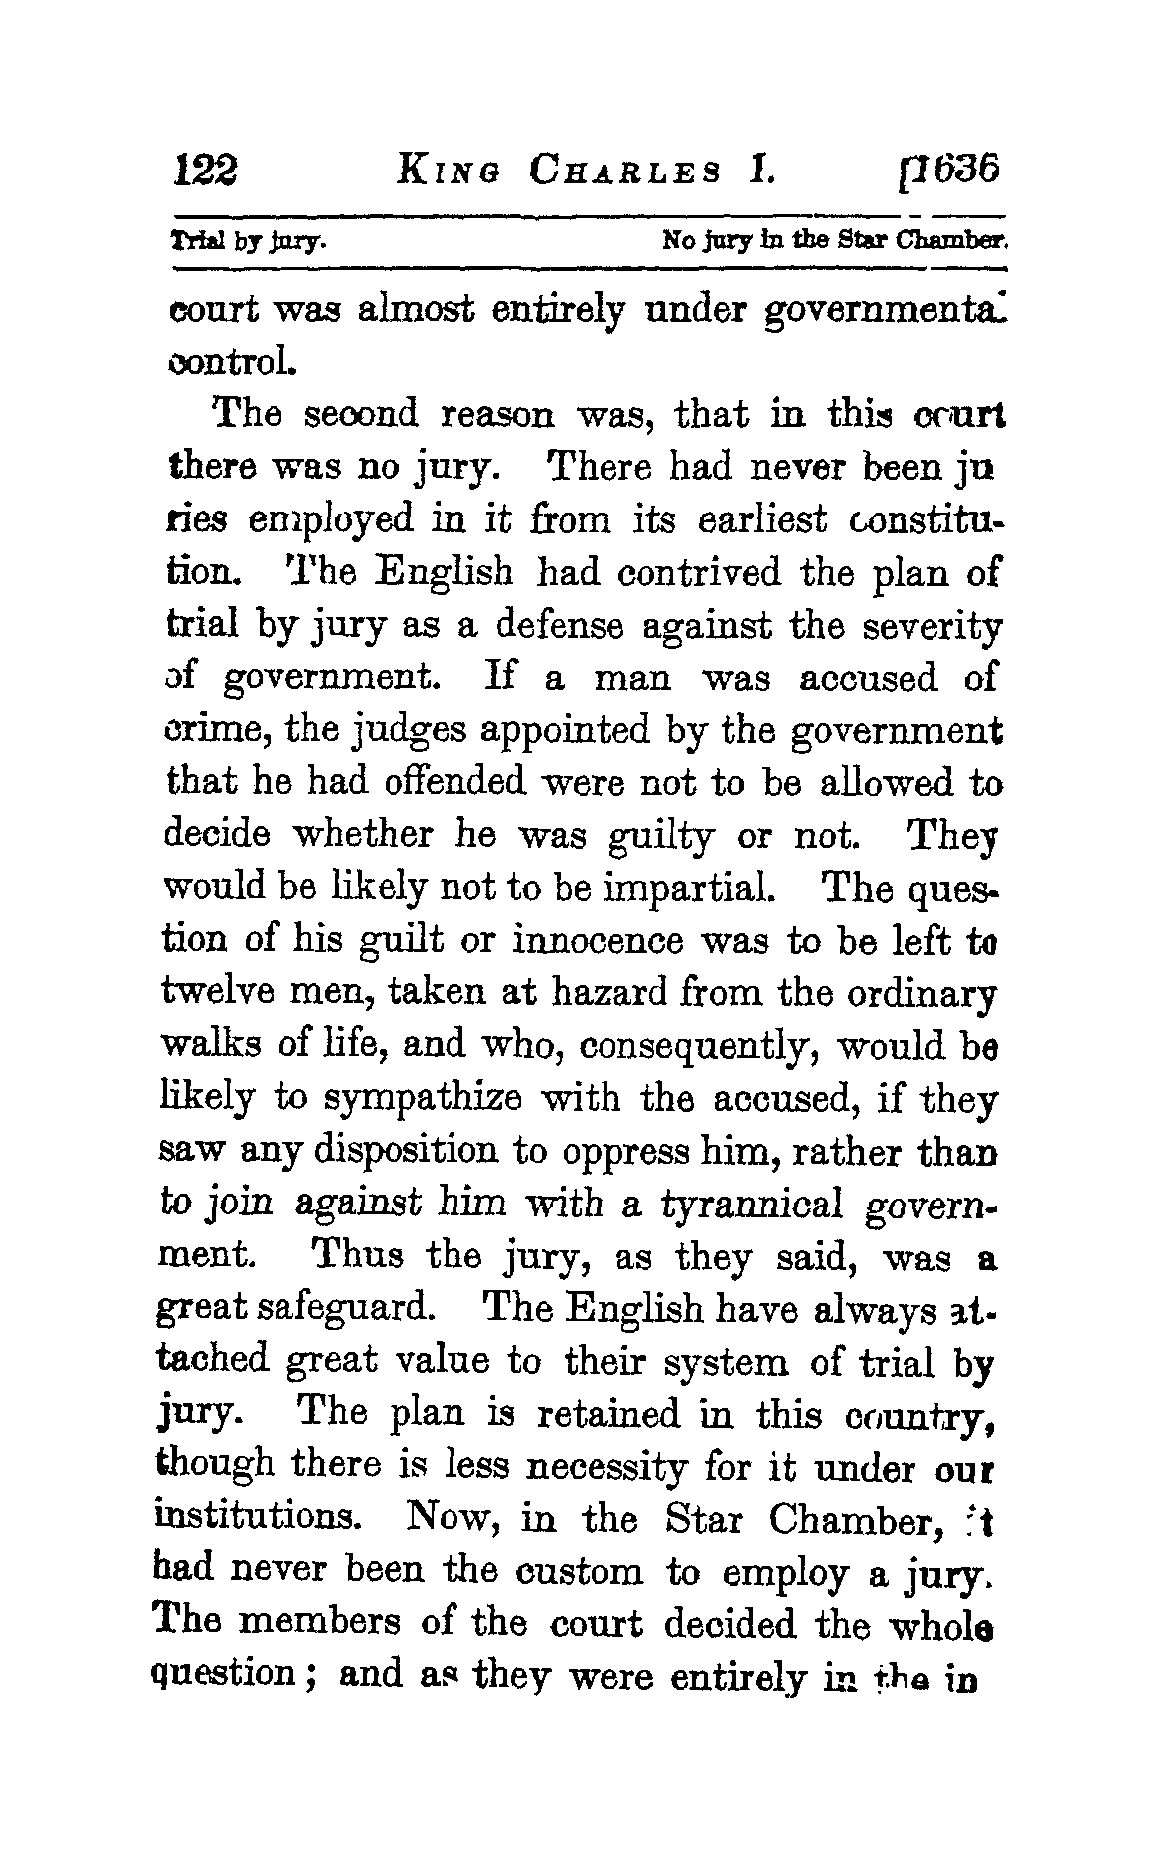 122 King Charles I. [1636
Trial by jury. No jury in the Star Chamber.
court was almost entirely under governmental
control.
The second reason was, that in this court
there was no jury. There had never been ju
ries employed in it from its earliest constitu-
tion. The English had contrived the plan of
trial by jury as a defense against the severity
of government. If a man was accused of
crime, the judges appointed by the government
that he had offended were not to be allowed to
decide whether he was guilty or not. They
would be likely not to be impartial. The ques-
tion of his guilt or innocence was to be left to
twelve men, taken at hazard from the ordinary
walks of life, and who, consequently, would be
likely to sympathize with the accused, if they
saw any disposition to oppress him, rather than
to join against him with a tyrannical govern-
ment. Thus the jury, as they said, was a
great safeguard. The English have always at-
tached great value to their system of trial by
jury. The plan is retained in this country,
though there is less necessity for it under our
institutions. Now, in the Star Chamber, it
had never been the custom to employ a jury.
The members of the court decided the whole
question; and as they were entirely in the in